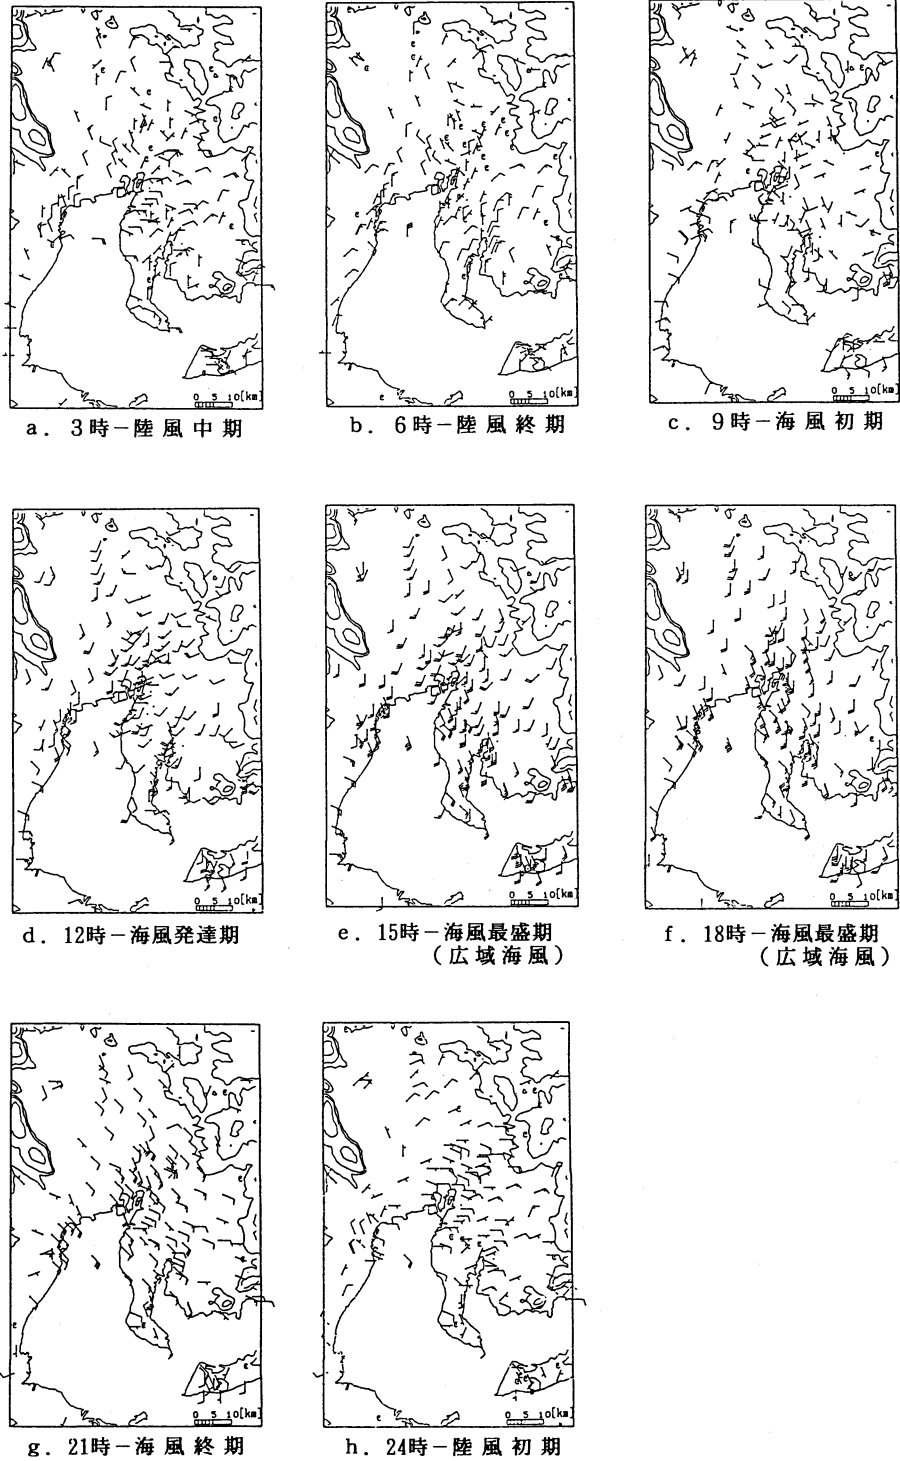 0 5 10[km]
a. 3時－陸風中期
0 5 10[km]
b. 6時－陸風終期
0 5 10[km]
c. 9時－海風初期
0 5 10[km]
d. 12時－海風発達期
0 5 10[km]
e. 15時－海風最盛期
(広域海風)
0 5 10[km]
f. 18時－海風最盛期
(広域海風)
0 5 10[km]
g. 21時－海風終期
0 5 10[km]
h. 24時－陸風初期